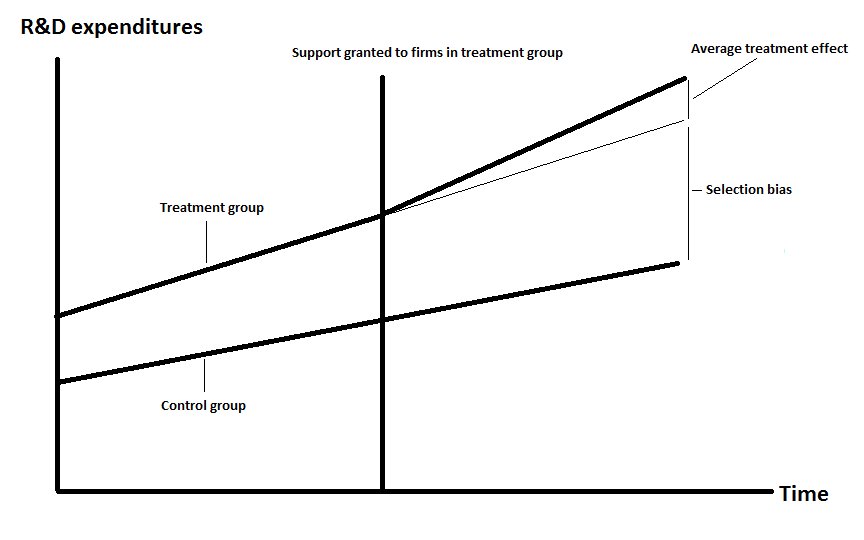 R&D expenditures
Support granted to firms in treatment group
Average treatment effect
Treatment group
Selection bias
Control group
Time